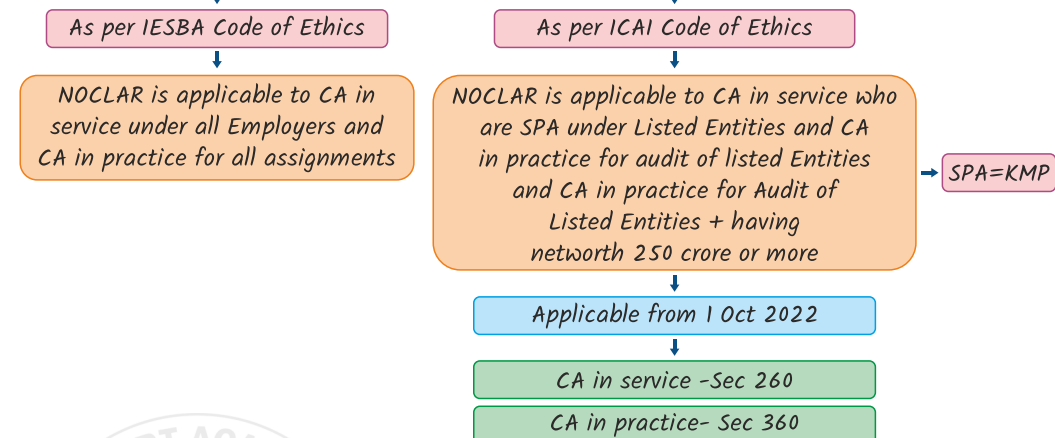 As per IESBA Code of Ethics
NOCLAR is applicable to CA in
service under all Employers and
CA in practice for all assignments
As per ICAI Code of Ethics
NOCLAR is applicable to CA in service who
are SPA under Listed Entities and CA
in practice for audit of listed Entities
and CA in practice for Audit of
Listed Entities + having
networth 250 crore or more
SPA=KMP
Applicable from 1 Oct 2022
CA in service -Sec 260
CA in practice- Sec 360